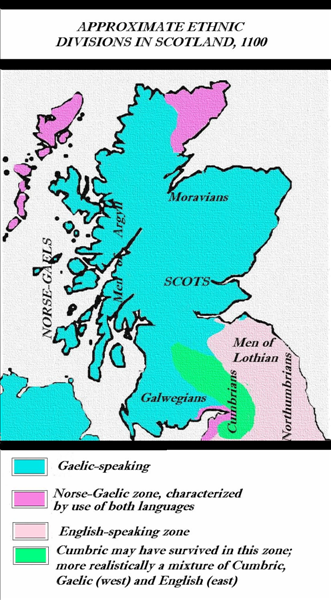 APPROXIMATE ETHNIC
DIVISIONS IN SCOTLAND, 1100
Moravians
Men of Argyll
NORSE-GAELS
SCOTS
Men of
Lothian
Galwegians
Cumbrians
Northumbrians
Gaelic-speaking
Norse-Gaelic zone, characterized
by use of both languages
English-speaking zone
Cumbric may have survived in this zone;
more realistically a mixture of Cumbric,
Gaelic (west) and English (east)